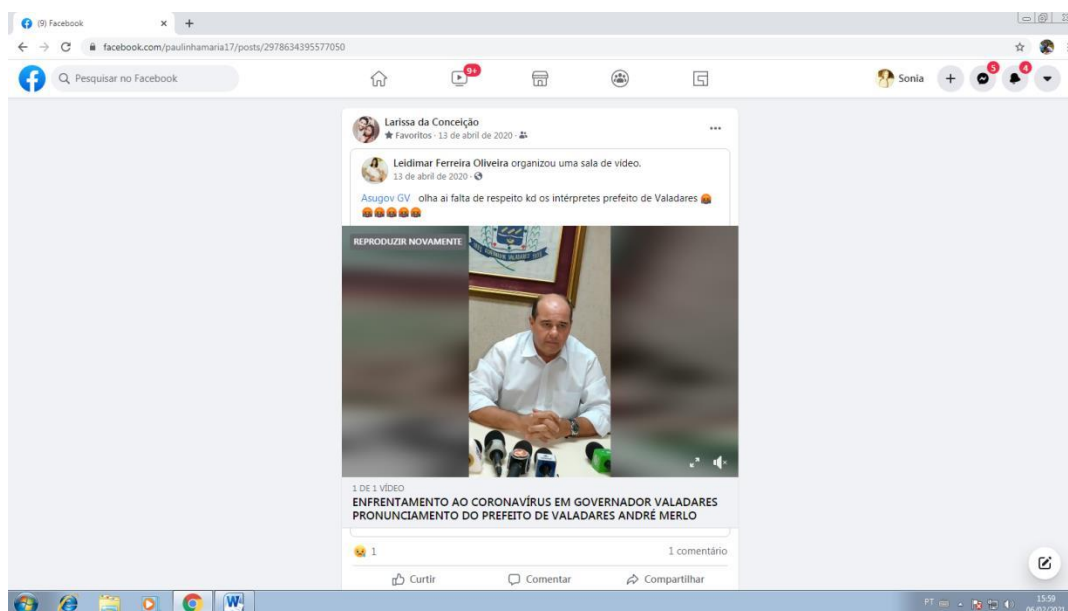 (9) Facebook
facebook.com/paulinhamaria17/posts/2978634395577050
Pesquisar no Facebook
9+
Sonia
5
4
Larissa da Conceição
Favoritos · 13 de abril de 2020 ·
Leidimar Ferreira Oliveira organizou uma sala de vídeo.
13 de abril de 2020 ·
Asugov GV olha ai falta de respeito kd os intérpretes prefeito de Valadares
REPRODUZIR NOVAMENTE
1 DE 1 VÍDEO
ENFRENTAMENTO AO CORONAVÍRUS EM GOVERNADOR VALADARES
PRONUNCIAMENTO DO PREFEITO DE VALADARES ANDRÉ MERLO
1
1 comentário
Curtir
Comentar
Compartilhar
PT
15:59
06/02/2021